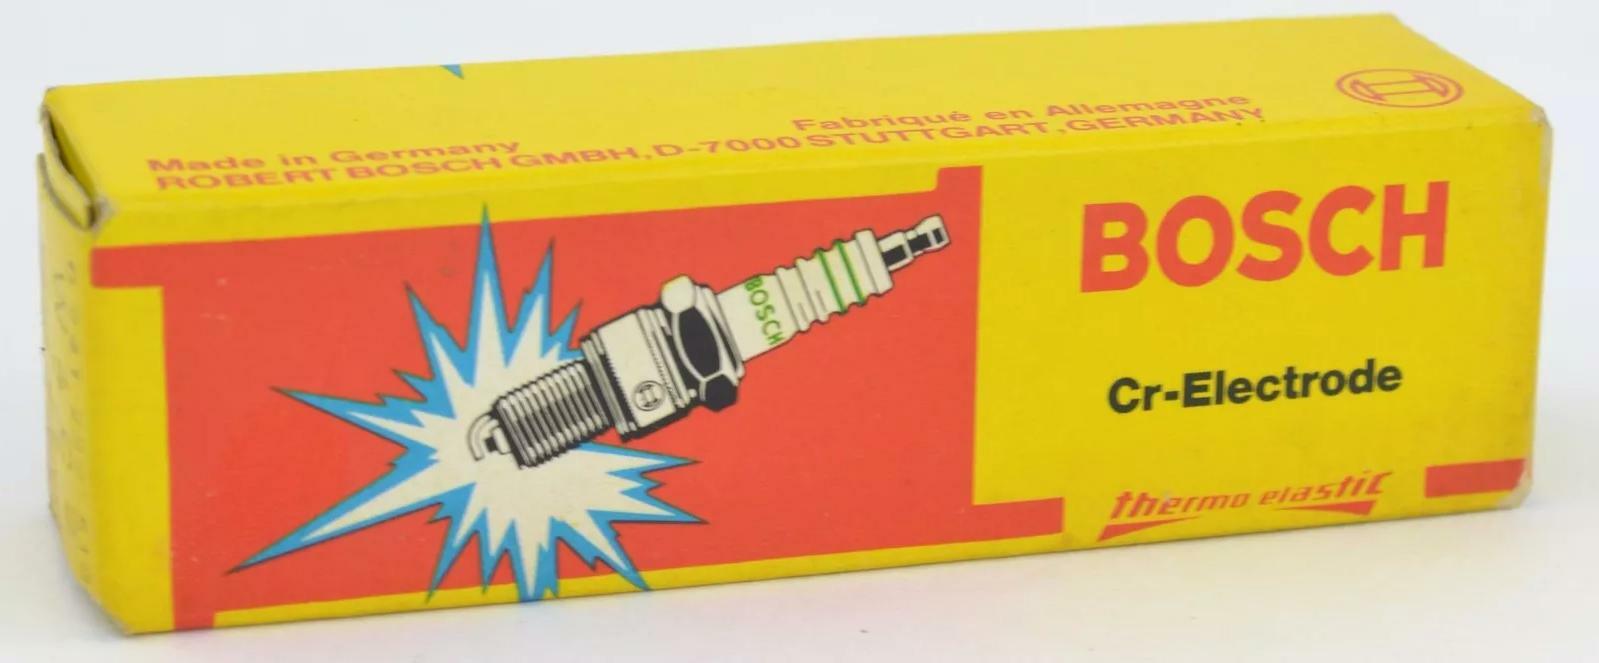 Made in Germany Fabriqué en Allemagne
ROBERT BOSCH GMBH, D-7000 STUTTGART, GERMANY
BOSCH
BOSCH
Cr-Electrode
thermo elastic